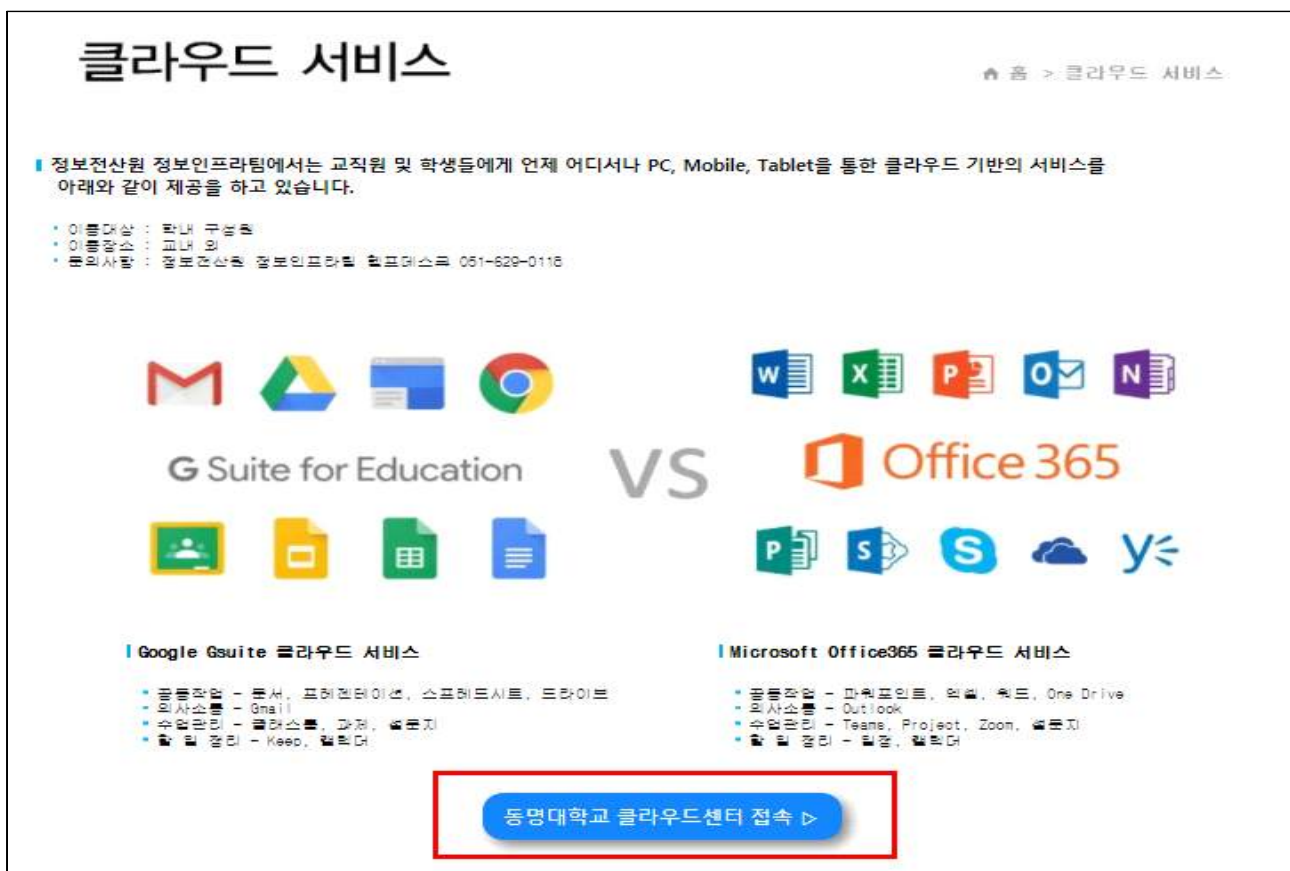 클라우드 서비스
홈 > 클라우드 서비스
정보전산원 정보인프라팀에서는 교직원 및 학생들에게 언제 어디서나 PC, Mobile, Tablet을 통한 클라우드 기반의 서비스를
아래와 같이 제공을 하고 있습니다.
이용대상 : 학내 구성원
이용장소 : 교내 외
문의사항 : 정보전산원 정보인프라팀 헬프데스크 051-629-0118
W X P O N
G Suite for Education
VS
Office 365
P S S y
Google Gsuite 클라우드 서비스
공동작업 - 문서, 프레젠테이션, 스프레드시트, 드라이브
의사소통 - Gmail
수업관리 - 클래스룸, 과제, 설문지
할 일 정리 - Keep, 캘린더
Microsoft Office365 클라우드 서비스
공동작업 - 파워포인트, 엑셀, 워드, One Drive
의사소통 - Outlook
수업관리 - Teams, Project, Zoom, 설문지
할 일 정리 - 일정, 캘린더
동명대학교 클라우드센터 접속 ▷